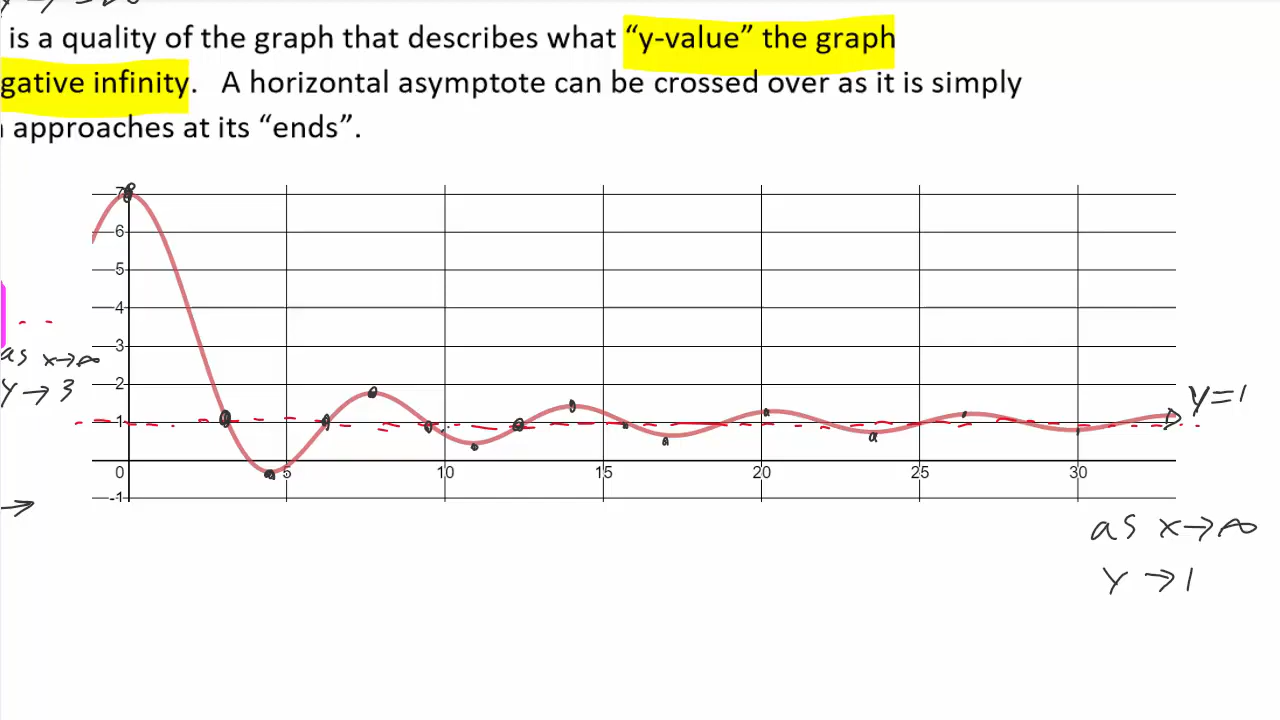 is a quality of the graph that describes what “y-value” the graph
gative infinity. A horizontal asymptote can be crossed over as it is simply
approaches at its “ends”.
7
6
5
4
3
2
1
0
-1
5
10
15
20
25
30
as x→∞
y→3
y=1
as x→∞
y→1